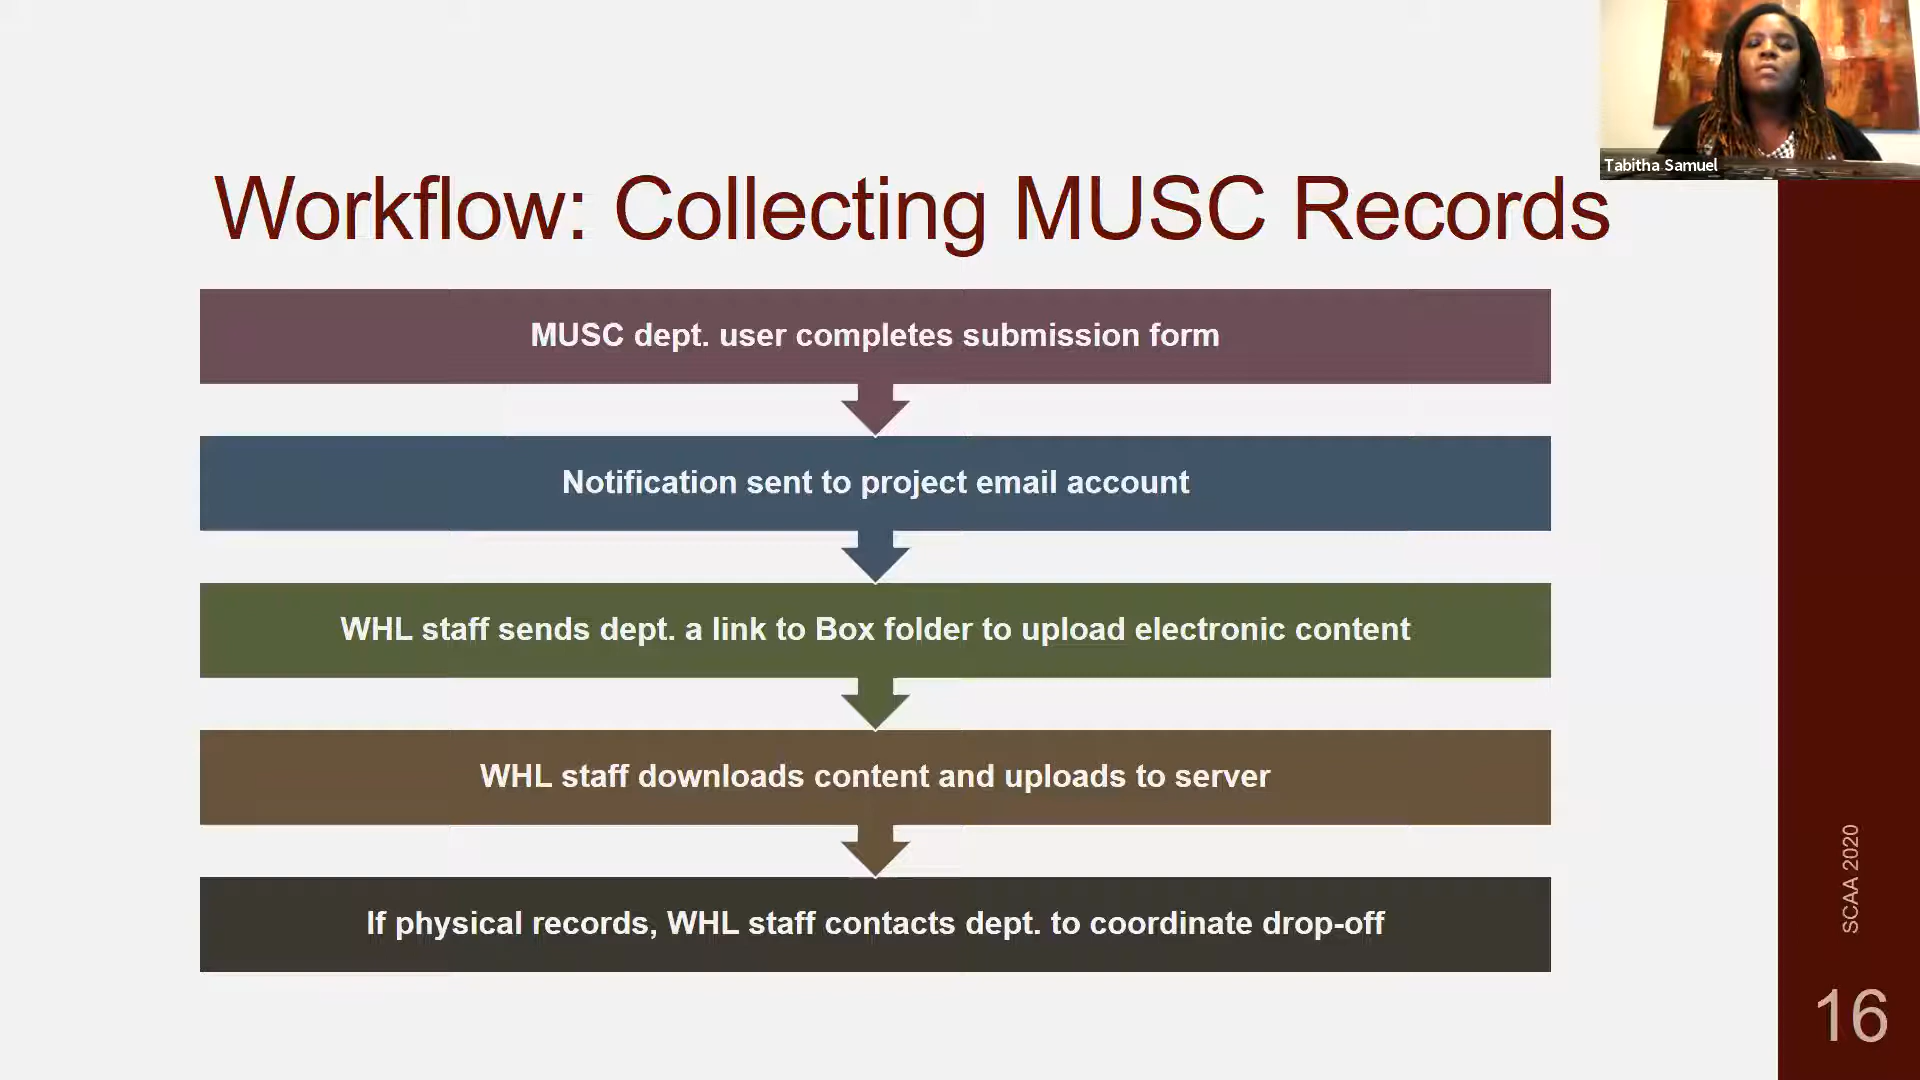 Tabitha Samuel
Workflow: Collecting MUSC Records
MUSC dept. user completes submission form
Notification sent to project email account
WHL staff sends dept. a link to Box folder to upload electronic content
WHL staff downloads content and uploads to server
If physical records, WHL staff contacts dept. to coordinate drop-off
SCAA 2020
16